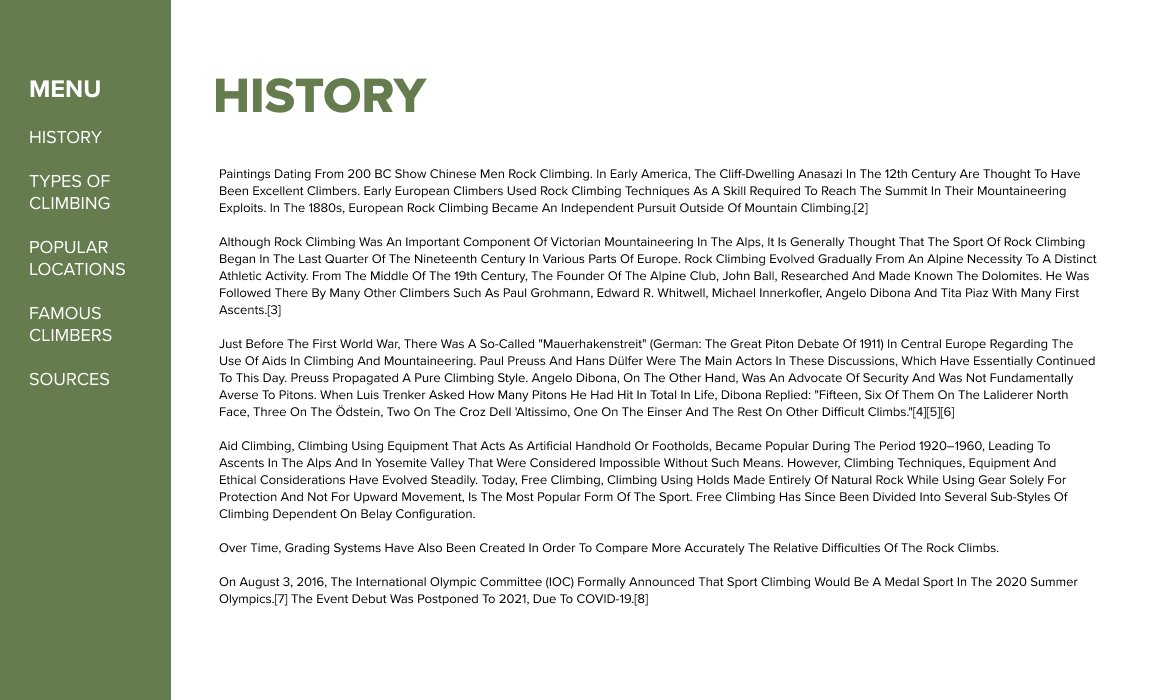 MENU
HISTORY
TYPES OF
CLIMBING
POPULAR
LOCATIONS
FAMOUS
CLIMBERS
SOURCES
HISTORY
Paintings Dating From 200 BC Show Chinese Men Rock Climbing. In Early America, The Cliff-Dwelling Anasazi In The 12th Century Are Thought To Have
Been Excellent Climbers. Early European Climbers Used Rock Climbing Techniques As A Skill Required To Reach The Summit In Their Mountaineering
Exploits. In The 1880s, European Rock Climbing Became An Independent Pursuit Outside Of Mountain Climbing.[2]
Although Rock Climbing Was An Important Component Of Victorian Mountaineering In The Alps, It Is Generally Thought That The Sport Of Rock Climbing
Began In The Last Quarter Of The Nineteenth Century In Various Parts Of Europe. Rock Climbing Evolved Gradually From An Alpine Necessity To A Distinct
Athletic Activity. From The Middle Of The 19th Century, The Founder Of The Alpine Club, John Ball, Researched And Made Known The Dolomites. He Was
Followed There By Many Other Climbers Such As Paul Grohmann, Edward R. Whitwell, Michael Innerkofler, Angelo Dibona And Tita Piaz With Many First
Ascents.[3]
Just Before The First World War, There Was A So-Called "Mauerhakenstreit" (German: The Great Piton Debate Of 1911) In Central Europe Regarding The
Use Of Aids In Climbing And Mountaineering. Paul Preuss And Hans Dülfer Were The Main Actors In These Discussions, Which Have Essentially Continued
To This Day. Preuss Propagated A Pure Climbing Style. Angelo Dibona, On The Other Hand, Was An Advocate Of Security And Was Not Fundamentally
Averse To Pitons. When Luis Trenker Asked How Many Pitons He Had Hit In Total In Life, Dibona Replied: "Fifteen, Six Of Them On The Laliderer North
Face, Three On The Ödstein, Two On The Croz Dell 'Altissimo, One On The Einser And The Rest On Other Difficult Climbs."[4][5][6]
Aid Climbing, Climbing Using Equipment That Acts As Artificial Handhold Or Footholds, Became Popular During The Period 1920–1960, Leading To
Ascents In The Alps And In Yosemite Valley That Were Considered Impossible Without Such Means. However, Climbing Techniques, Equipment And
Ethical Considerations Have Evolved Steadily. Today, Free Climbing, Climbing Using Holds Made Entirely Of Natural Rock While Using Gear Solely For
Protection And Not For Upward Movement, Is The Most Popular Form Of The Sport. Free Climbing Has Since Been Divided Into Several Sub-Styles Of
Climbing Dependent On Belay Configuration.
Over Time, Grading Systems Have Also Been Created In Order To Compare More Accurately The Relative Difficulties Of The Rock Climbs.
On August 3, 2016, The International Olympic Committee (IOC) Formally Announced That Sport Climbing Would Be A Medal Sport In The 2020 Summer
Olympics.[7] The Event Debut Was Postponed To 2021, Due To COVID-19.[8]